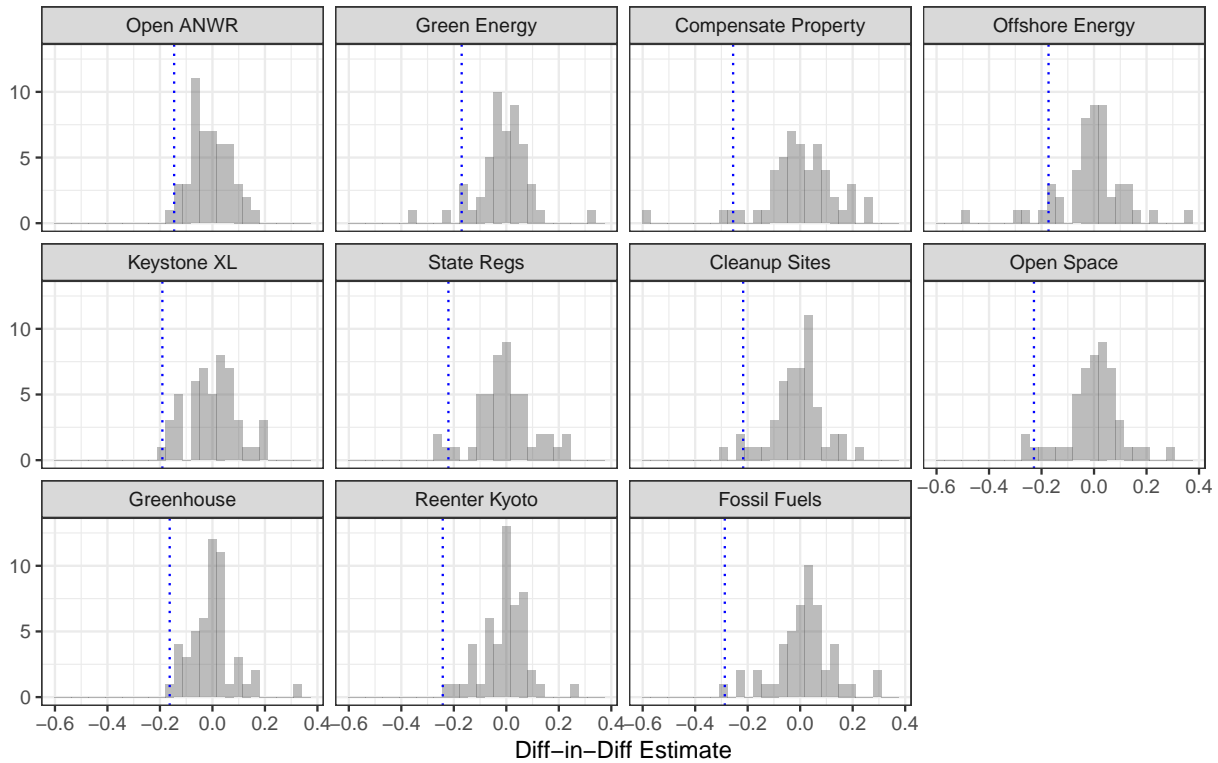 Open ANWR Green Energy Compensate Property Offshore Energy
10
5
0
Keystone XL State Regs Cleanup Sites Open Space
10
5
0
−0.6 −0.4 −0.2 0.0 0.2 0.4
Greenhouse Reenter Kyoto Fossil Fuels
10
5
0
−0.6 −0.4 −0.2 0.0 0.2 0.4 −0.6 −0.4 −0.2 0.0 0.2 0.4 −0.6 −0.4 −0.2 0.0 0.2 0.4
Diff−in−Diff Estimate